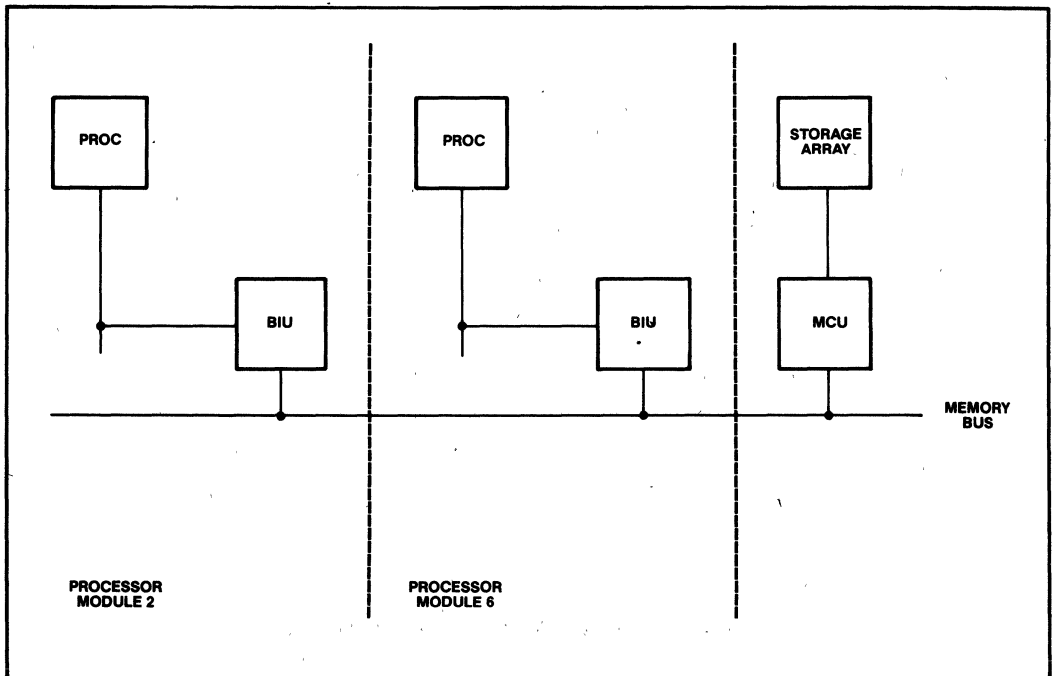 PROC
PROC
STORAGE
ARRAY
BIU
BIU
MCU
MEMORY
BUS
PROCESSOR
MODULE 2
PROCESSOR
MODULE 6